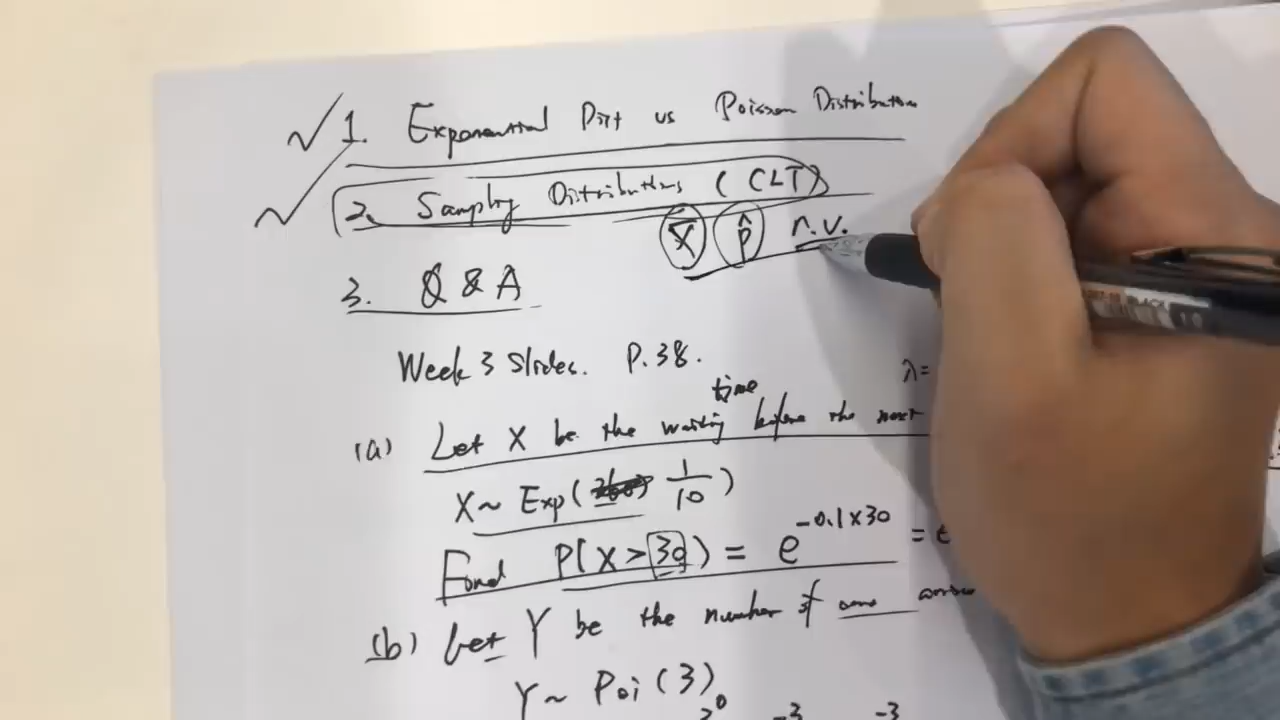 ✓ 1. Exponential Dist vs Poisson Distribution
✓ 2. Sampling Distributions (CLT)
X̄ p̂ r.v.
3. Q & A
Week 3 Slides. P.38.
λ=
(a) Let X be the waiting time before the next
X ~ Exp( 1/10 )
Find P(X > 30) = e^{-0.1×30} =
(b) Let Y be the number of
Y ~ Poi (3)